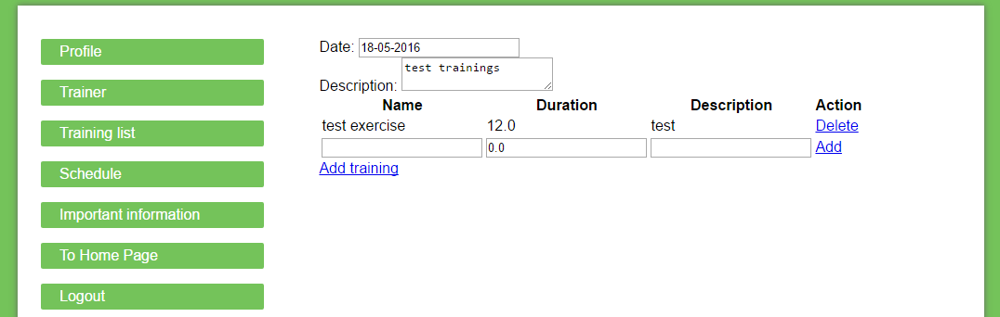 Profile
Trainer
Training list
Schedule
Important information
To Home Page
Logout
Date: 18-05-2016
Description: test trainings
Name Duration Description Action
test exercise 12.0 test Delete
0.0 Add
Add training